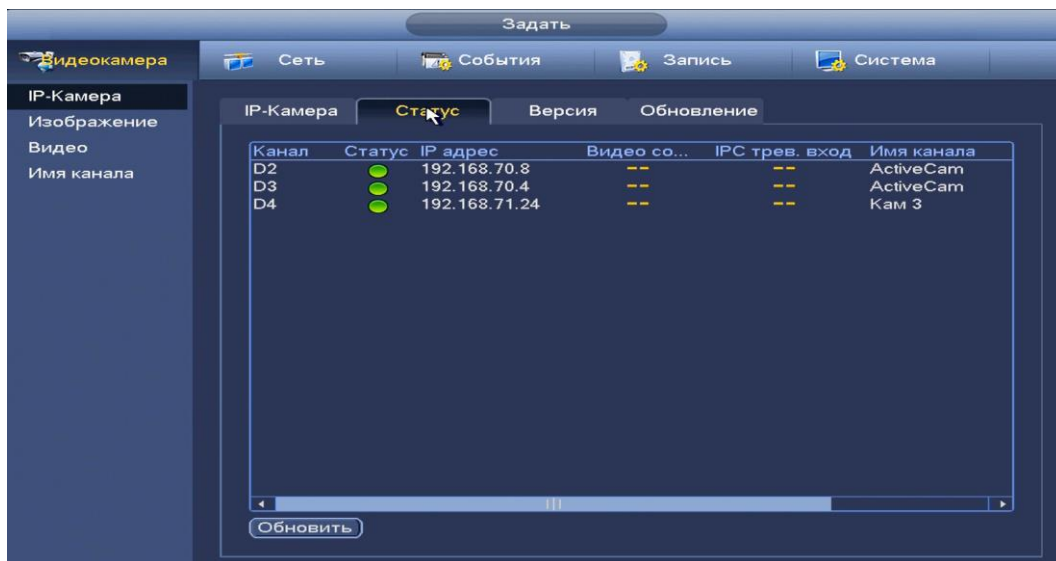 Задать
Видеокамера Сеть События Запись Система
IP-Камера
Изображение
Видео
Имя канала
IP-Камера Статус Версия Обновление
Канал Статус IP адрес Видео со... IPC трев. вход Имя канала
D2 192.168.70.8 -- -- ActiveCam
D3 192.168.70.4 -- -- ActiveCam
D4 192.168.71.24 -- -- Кам 3
Обновить